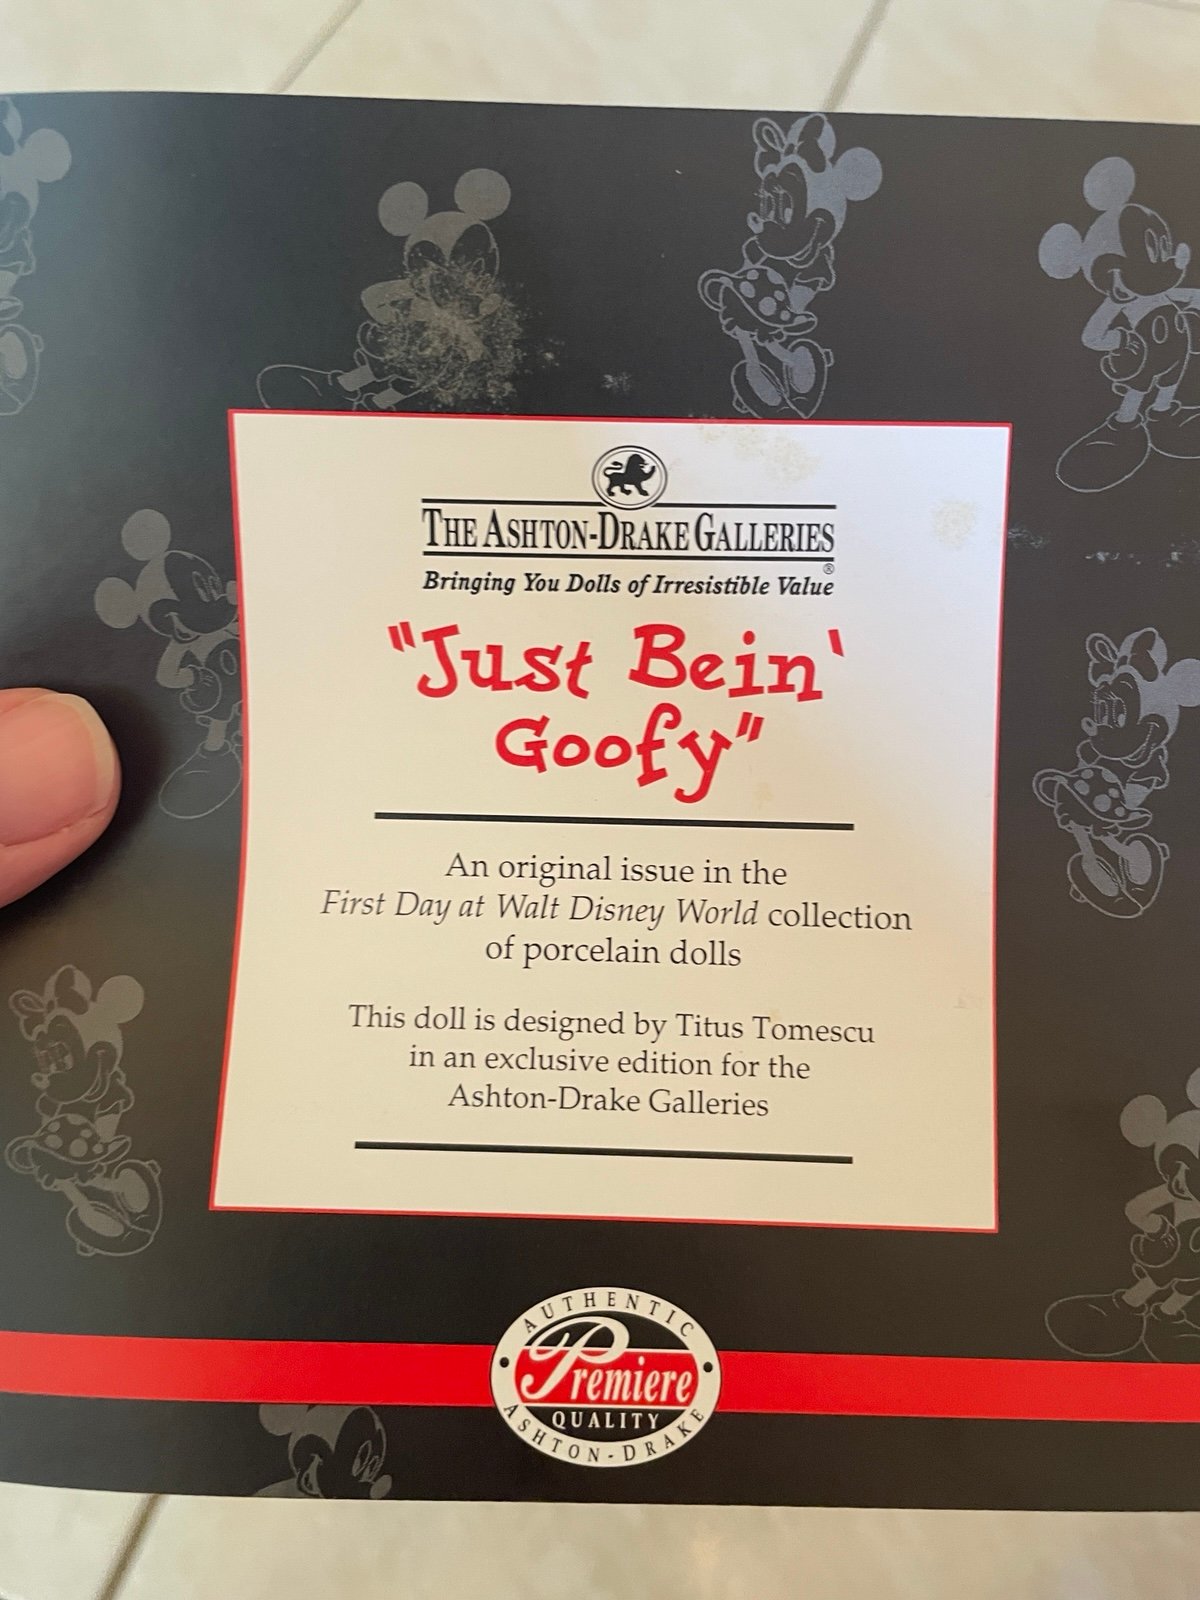 The Ashton-Drake Galleries
®
Bringing You Dolls of Irresistible Value
"Just Bein'
Goofy"
An original issue in the
First Day at Walt Disney World collection
of porcelain dolls
This doll is designed by Titus Tomescu
in an exclusive edition for the
Ashton-Drake Galleries
AUTHENTIC
Premiere
QUALITY
ASHTON-DRAKE